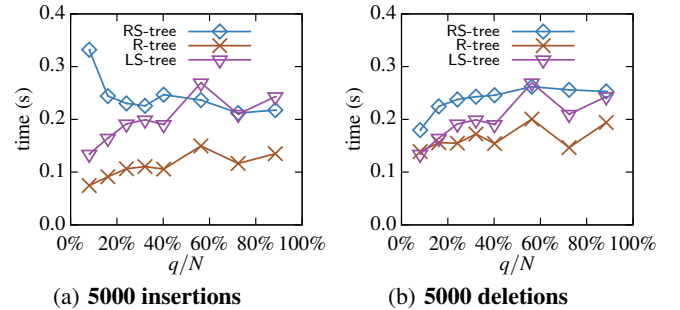 0.4
0.3
0.2
0.1
0.0
time (s)
RS-tree
R-tree
LS-tree
0% 20% 40% 60% 80% 100%
q/N
(a) 5000 insertions
0.4
0.3
0.2
0.1
0.0
time (s)
RS-tree
R-tree
LS-tree
0% 20% 40% 60% 80% 100%
q/N
(b) 5000 deletions